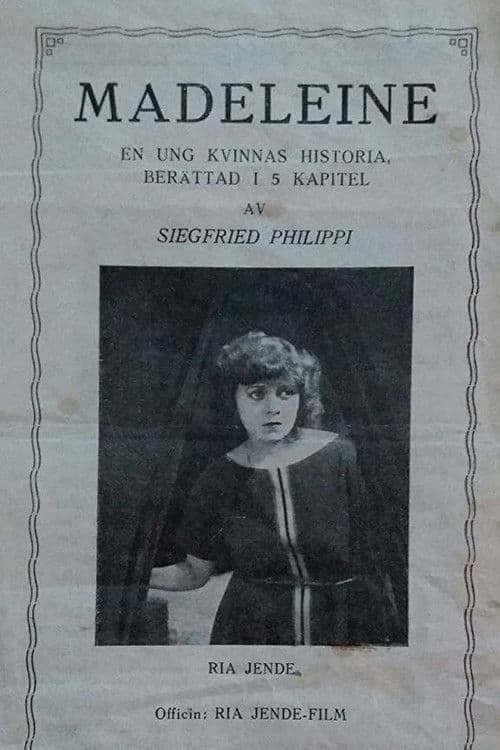 MADELEINE
EN UNG KVINNAS HISTORIA,
BERÄTTAD I 5 KAPITEL
AV
SIEGFRIED PHILIPPI
RIA JENDE
Officin: RIA JENDE-FILM